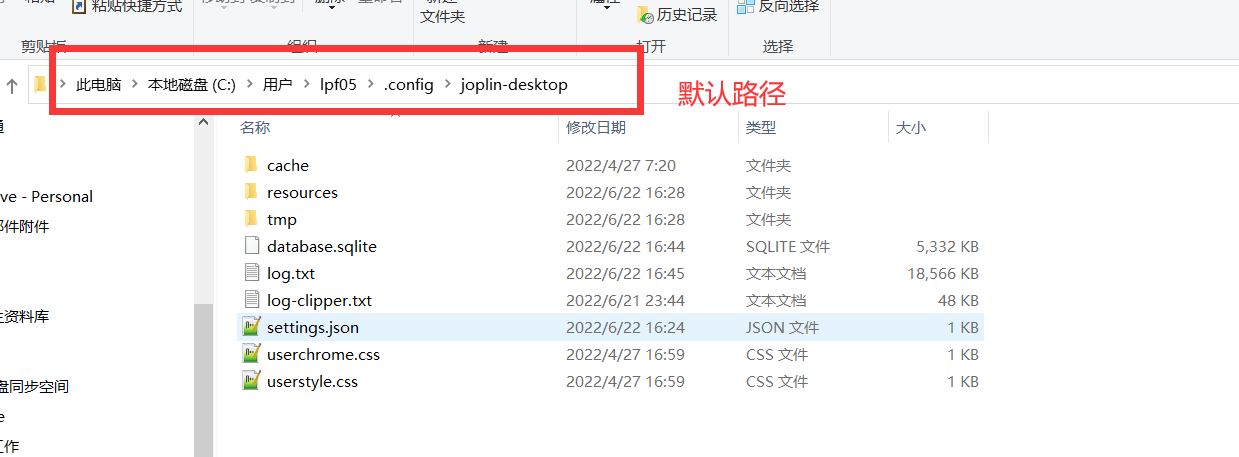 粘贴快捷方式
新建
文件夹
历史记录
反向选择
剪贴板
组织
新建
打开
选择
此电脑 本地磁盘 (C:) 用户 lpf05 .config joplin-desktop
默认路径
名称 修改日期 类型 大小
cache 2022/4/27 7:20 文件夹
ve - Personal
resources 2022/6/22 16:28 文件夹
部件附件
tmp 2022/6/22 16:28 文件夹
database.sqlite 2022/6/22 16:44 SQLITE 文件 5,332 KB
log.txt 2022/6/22 16:45 文本文档 18,566 KB
log-clipper.txt 2022/6/21 23:44 文本文档 48 KB
资料库
settings.json 2022/6/22 16:24 JSON 文件 1 KB
userchrome.css 2022/4/27 16:59 CSS 文件 1 KB
盘同步空间
userstyle.css 2022/4/27 16:59 CSS 文件 1 KB
e
工作